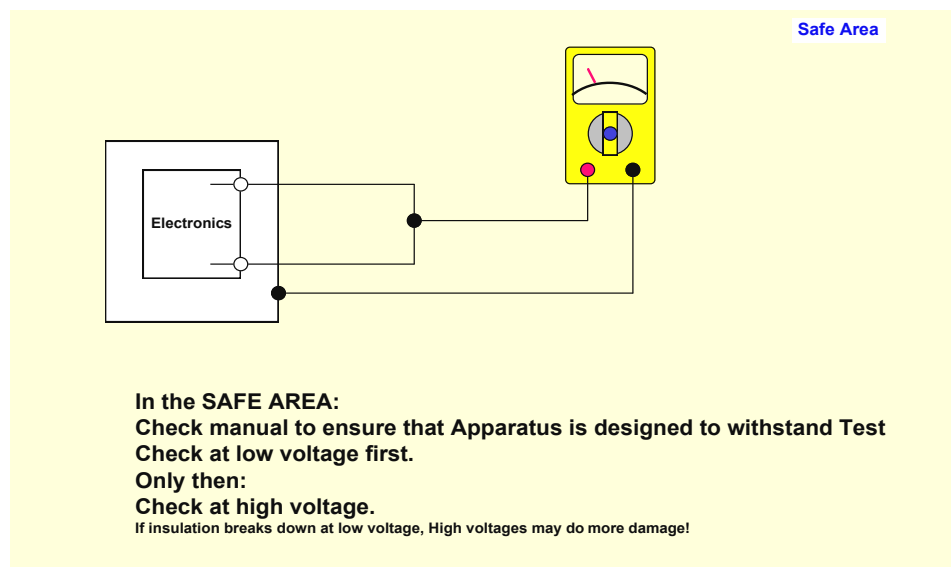 Safe Area
Electronics
In the SAFE AREA:
Check manual to ensure that Apparatus is designed to withstand Test
Check at low voltage first.
Only then:
Check at high voltage.
If insulation breaks down at low voltage, High voltages may do more damage!